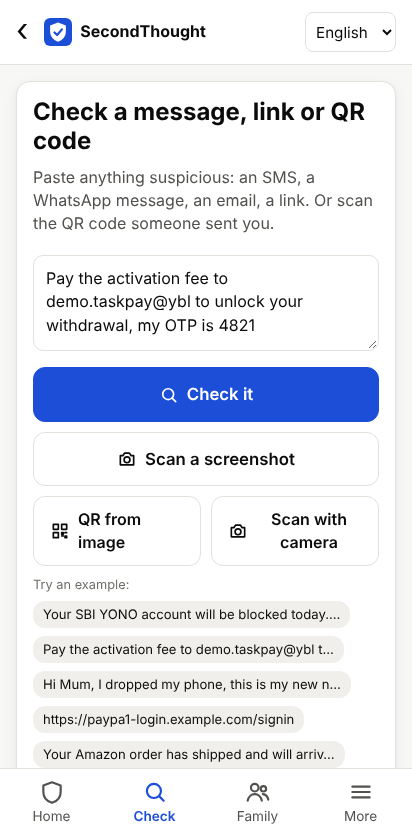 SecondThought
English
Check a message, link or QR
code
Paste anything suspicious: an SMS, a
WhatsApp message, an email, a link. Or scan
the QR code someone sent you.
Pay the activation fee to
demo.taskpay@ybl to unlock your
withdrawal, my OTP is 4821
Check it
Scan a screenshot
QR from
image
Scan with
camera
Try an example:
Your SBI YONO account will be blocked today....
Pay the activation fee to demo.taskpay@ybl t...
Hi Mum, I dropped my phone, this is my new n...
https://paypa1-login.example.com/signin
Your Amazon order has shipped and will arriv...
Home
Check
Family
More